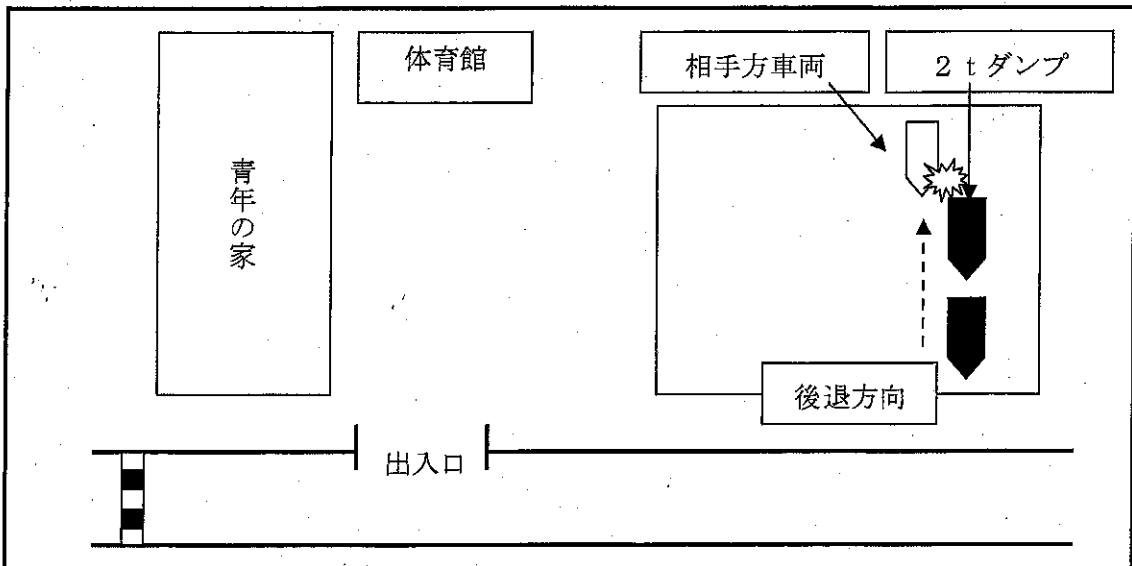 体育館
相手方車両
2tダンプ
青年の家
後退方向
出入口